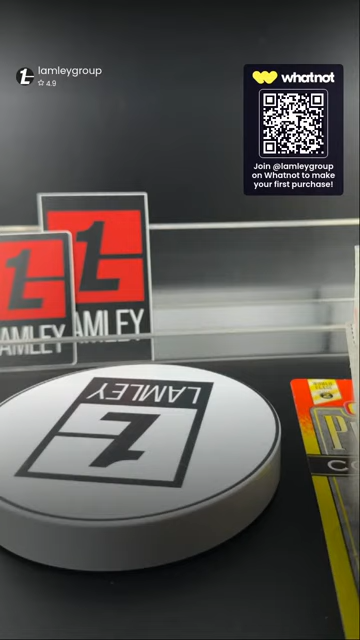 lamleygroup
4.9
whatnot
Join @lamleygroup
on Whatnot to make
your first purchase!
LAMLEY
LAMLEY
LAMLEY